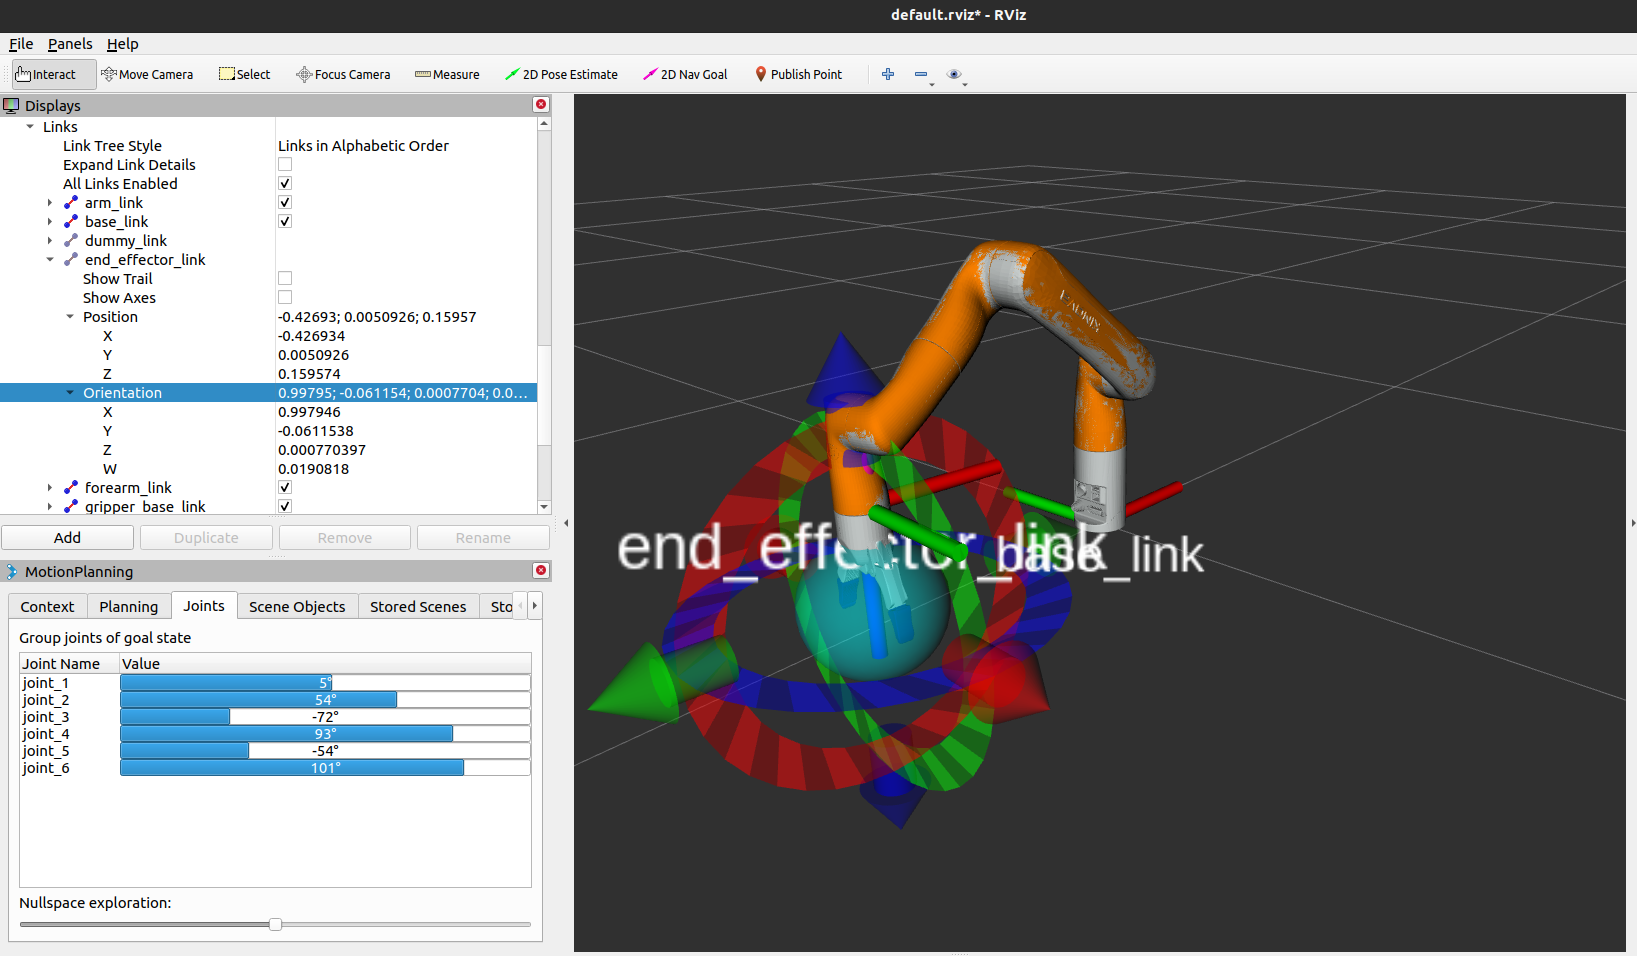 default.rviz* - RViz
File Panels Help
Interact Move Camera Select Focus Camera Measure 2D Pose Estimate 2D Nav Goal Publish Point
Displays
Links
Link Tree Style Links in Alphabetic Order
Expand Link Details
All Links Enabled
arm_link
base_link
dummy_link
end_effector_link
Show Trail
Show Axes
Position -0.42693; 0.0050926; 0.15957
X -0.426934
Y 0.0050926
Z 0.159574
Orientation 0.99795; -0.061154; 0.0007704; 0.0...
X 0.997946
Y -0.0611538
Z 0.000770397
W 0.0190818
forearm_link
gripper_base_link
Add Duplicate Remove Rename
MotionPlanning
Context Planning Joints Scene Objects Stored Scenes Sto
Group joints of goal state
Joint Name Value
joint_1 5°
joint_2 54°
joint_3 -72°
joint_4 93°
joint_5 -54°
joint_6 101°
Nullspace exploration:
end_effector_link
base_link